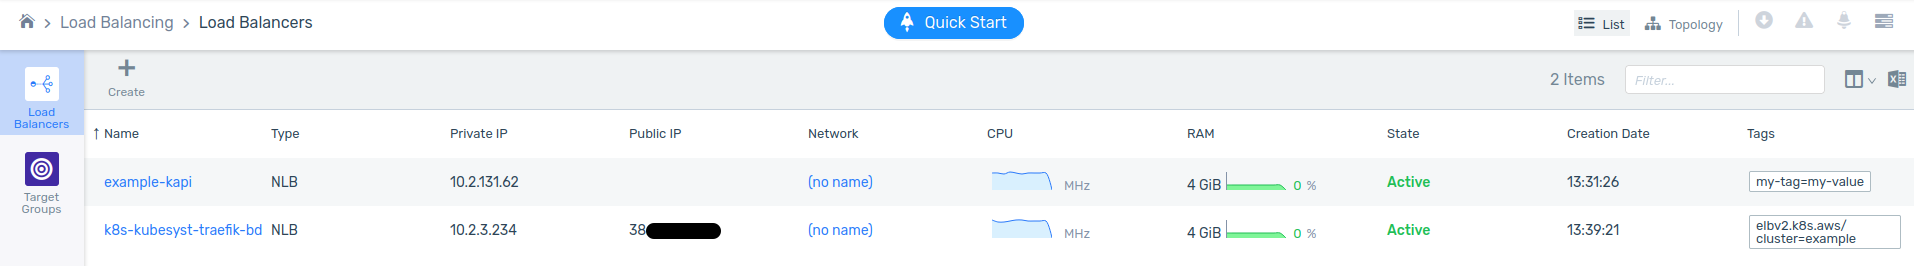 Load Balancing > Load Balancers
Quick Start
List
Topology
Load
Balancers
Target
Groups
Create
2 Items
Filter...
↑ Name Type Private IP Public IP Network CPU RAM State Creation Date Tags
example-kapi NLB 10.2.131.62 (no name) MHz 4 GiB 0 % Active 13:31:26 my-tag=my-value
k8s-kubesyst-traefik-bd NLB 10.2.3.234 38 (no name) MHz 4 GiB 0 % Active 13:39:21 elbv2.k8s.aws/
cluster=example